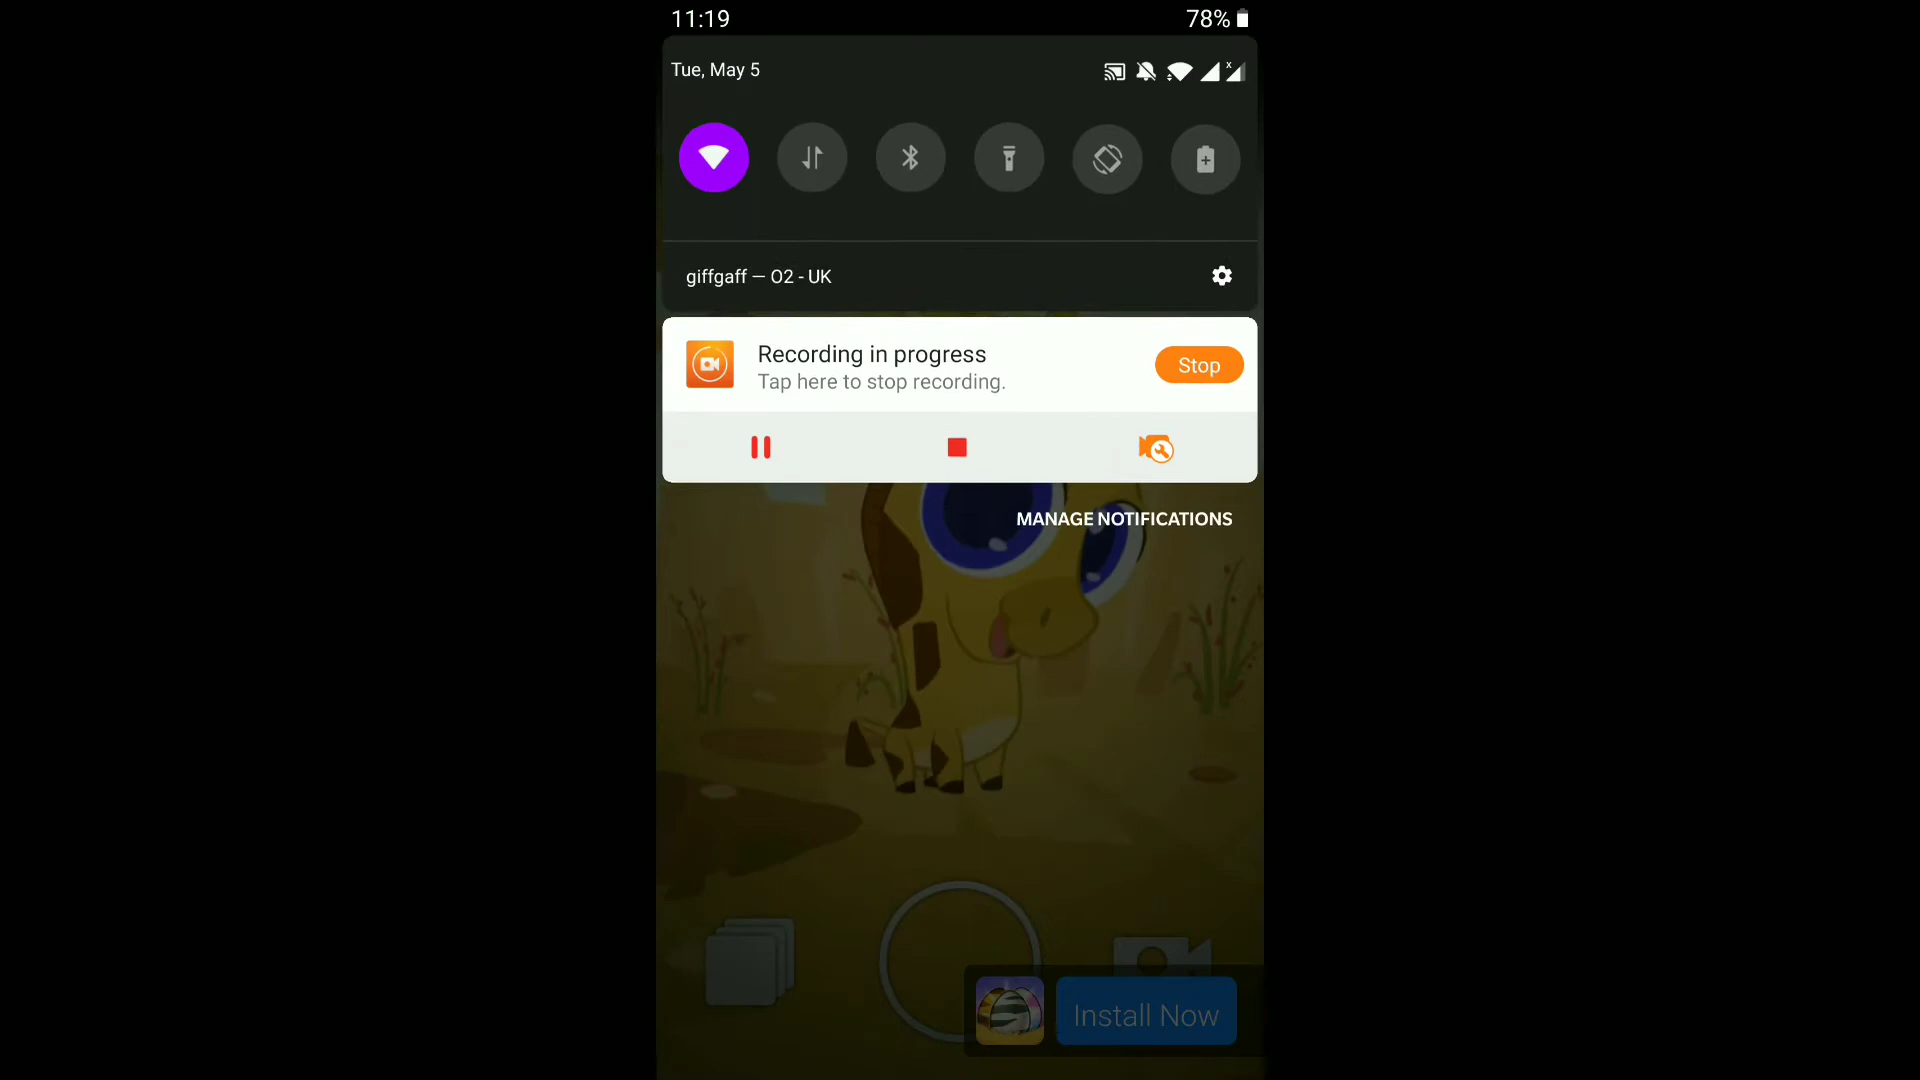 11:19
78%
Tue, May 5
giffgaff — O2 - UK
Recording in progress
Tap here to stop recording.
Stop
MANAGE NOTIFICATIONS
Install Now